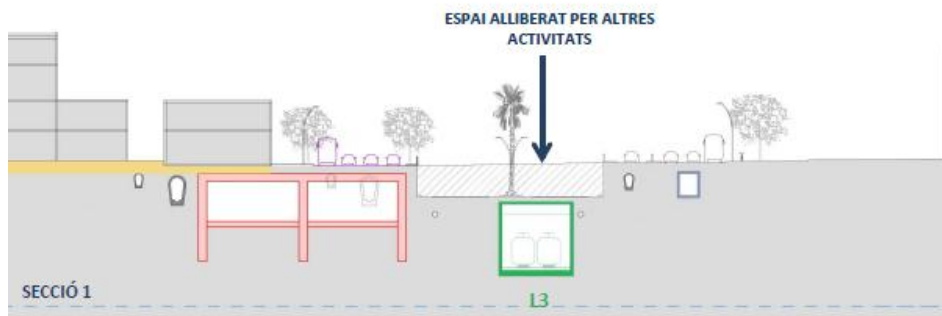 ESPAI ALLIBERAT PER ALTRES
ACTIVITATS
SECCIÓ 1
L3